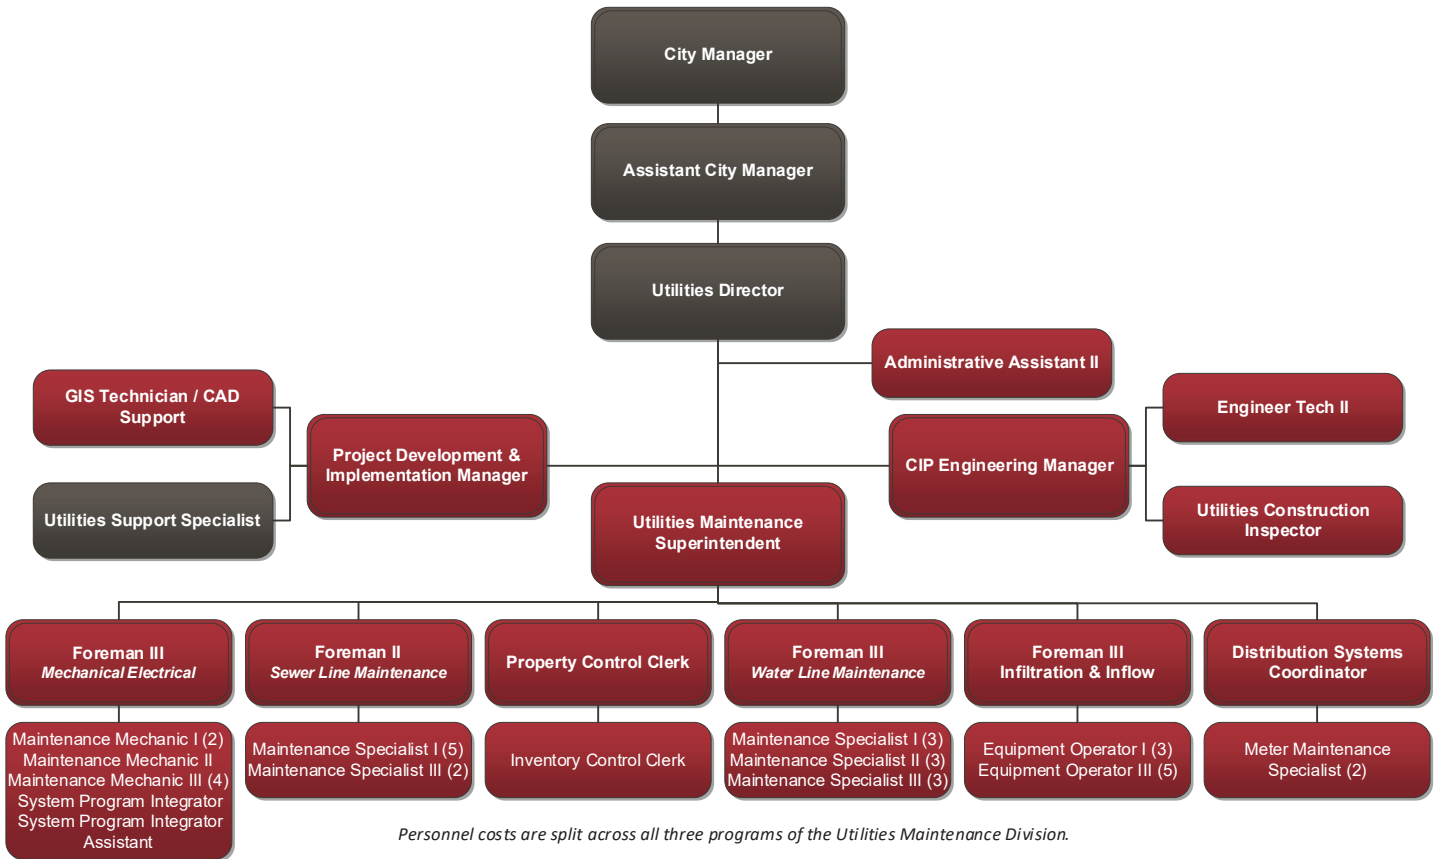 City Manager
Assistant City Manager
Utilities Director
Administrative Assistant II
GIS Technician / CAD
Support
Engineer Tech II
Project Development &
Implementation Manager
CIP Engineering Manager
Utilities Support Specialist
Utilities Construction
Inspector
Utilities Maintenance
Superintendent
Foreman III
Mechanical Electrical
Foreman II
Sewer Line Maintenance
Property Control Clerk
Foreman III
Water Line Maintenance
Foreman III
Infiltration & Inflow
Distribution Systems
Coordinator
Maintenance Mechanic I (2)
Maintenance Mechanic II
Maintenance Mechanic III (4)
System Program Integrator
System Program Integrator
Assistant
Maintenance Specialist I (5)
Maintenance Specialist III (2)
Inventory Control Clerk
Maintenance Specialist I (3)
Maintenance Specialist II (3)
Maintenance Specialist III (3)
Equipment Operator I (3)
Equipment Operator III (5)
Meter Maintenance
Specialist (2)
Personnel costs are split across all three programs of the Utilities Maintenance Division.